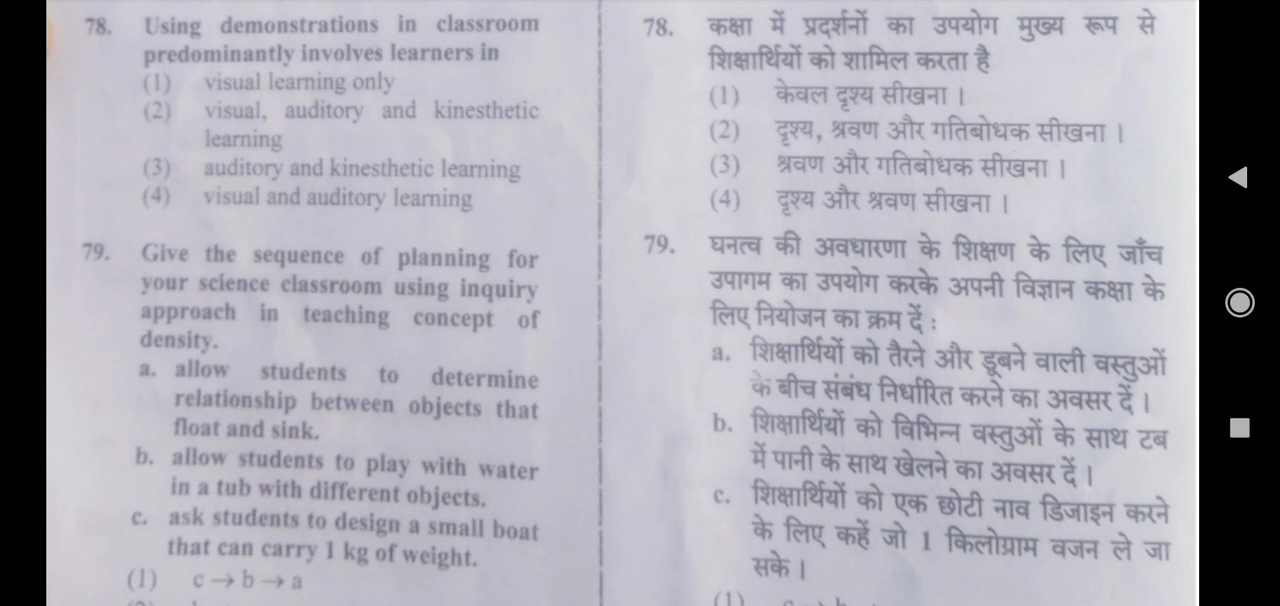 78. Using demonstrations in classroom
predominantly involves learners in
(1) visual learning only
(2) visual, auditory and kinesthetic
learning
(3) auditory and kinesthetic learning
(4) visual and auditory learning
79. Give the sequence of planning for
your science classroom using inquiry
approach in teaching concept of
density.
a. allow students to determine
relationship between objects that
float and sink.
b. allow students to play with water
in a tub with different objects.
c. ask students to design a small boat
that can carry 1 kg of weight.
(1) c → b → a
78. कक्षा में प्रदर्शनों का उपयोग मुख्य रूप से
शिक्षार्थियों को शामिल करता है
(1) केवल दृश्य सीखना ।
(2) दृश्य, श्रवण और गतिबोधक सीखना ।
(3) श्रवण और गतिबोधक सीखना ।
(4) दृश्य और श्रवण सीखना ।
79. घनत्व की अवधारणा के शिक्षण के लिए जाँच
उपागम का उपयोग करके अपनी विज्ञान कक्षा के
लिए नियोजन का क्रम दें :
a. शिक्षार्थियों को तैरने और डूबने वाली वस्तुओं
के बीच संबंध निर्धारित करने का अवसर दें ।
b. शिक्षार्थियों को विभिन्न वस्तुओं के साथ टब
में पानी के साथ खेलने का अवसर दें ।
c. शिक्षार्थियों को एक छोटी नाव डिजाइन करने
के लिए कहें जो 1 किलोग्राम वजन ले जा
सके ।
(1)